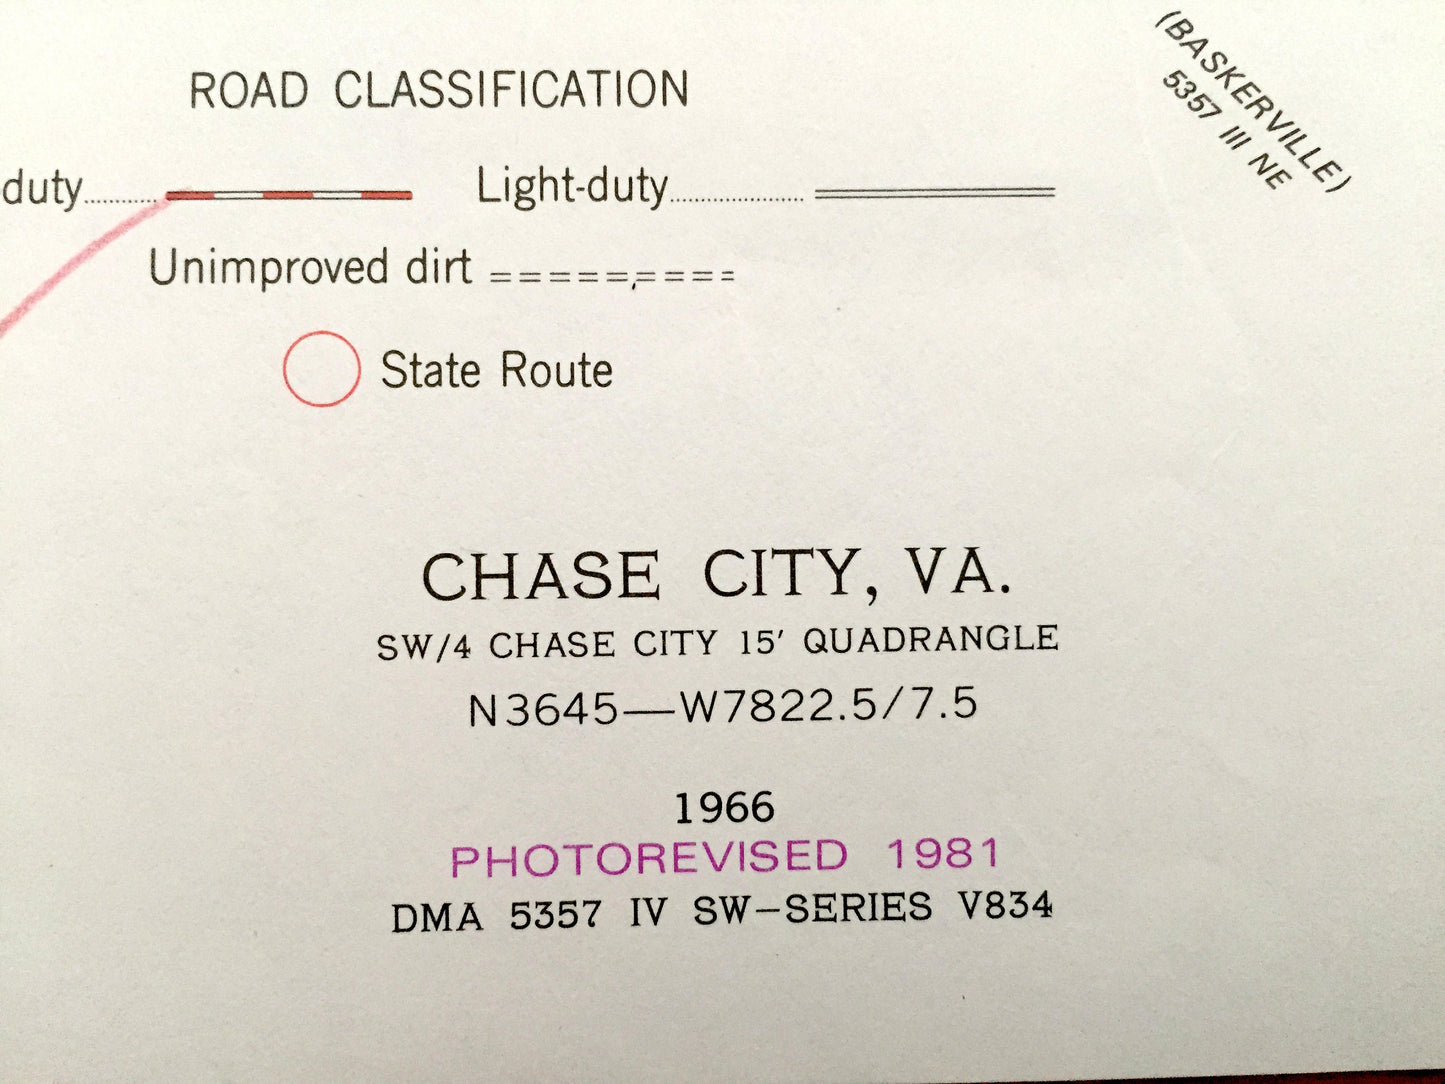 ROAD CLASSIFICATION
duty.......... Light-duty....................
Unimproved dirt
State Route
(BASKERVILLE)
5357 III NE
CHASE CITY, VA.
SW/4 CHASE CITY 15′ QUADRANGLE
N3645—W7822.5/7.5
1966
PHOTOREVISED 1981
DMA 5357 IV SW–SERIES V834